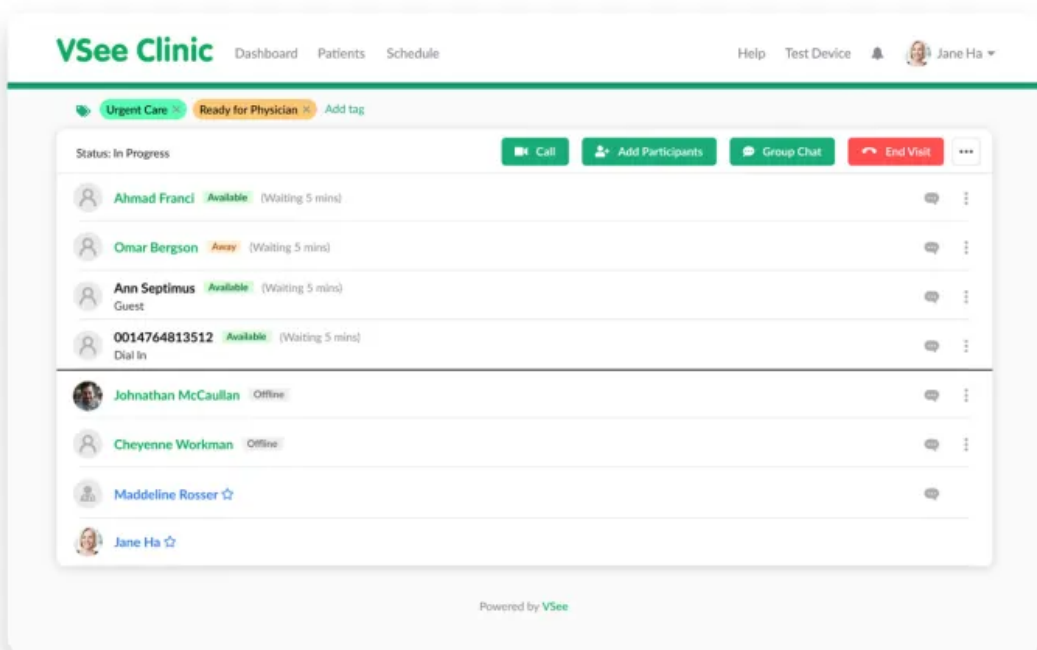 VSee Clinic Dashboard Patients Schedule Help Test Device Jane Ha
Urgent Care × Ready for Physician × Add tag
Status: In Progress Call Add Participants Group Chat End Visit
Ahmad Franci Available (Waiting 5 mins)
Omar Bergson Away (Waiting 5 mins)
Ann Septimus Available (Waiting 5 mins)
Guest
0014764813512 Available (Waiting 5 mins)
Dial In
Johnathan McCaullan Offline
Cheyenne Workman Offline
Maddeline Rosser
Jane Ha
Powered by VSee